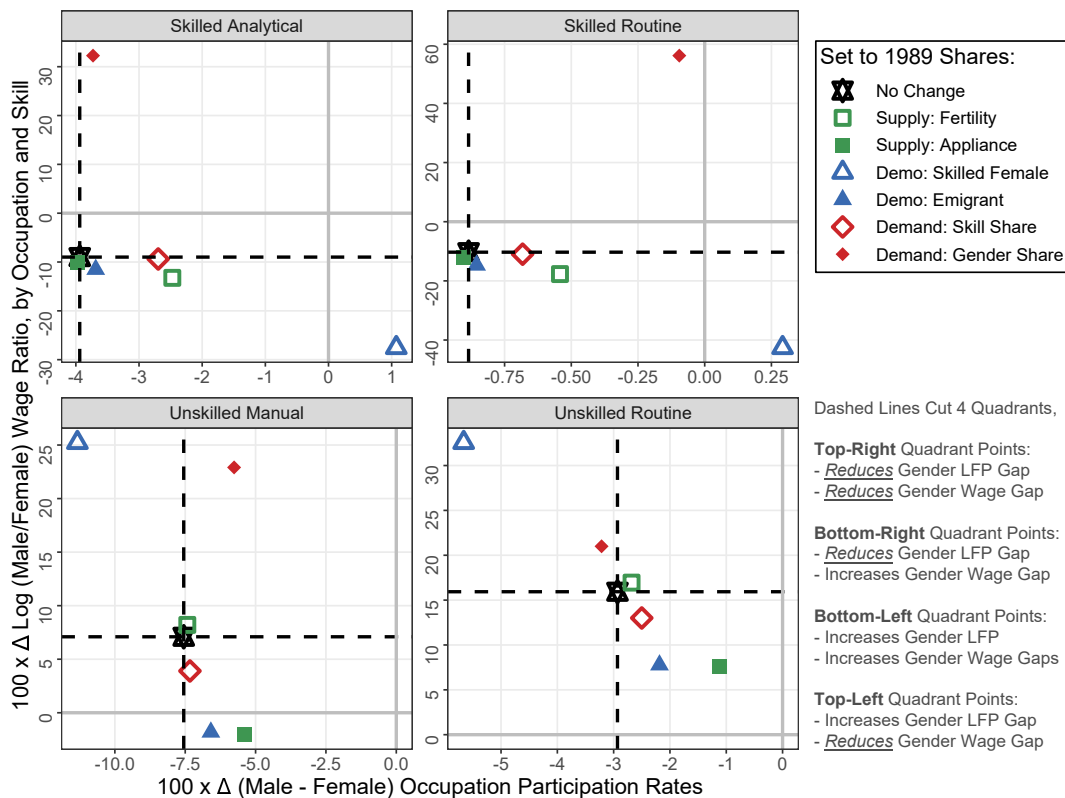 Skilled Analytical
Skilled Routine
30
20
10
0
-10
-20
-30
-4
-3
-2
-1
0
1
60
40
20
0
-20
-40
-0.75
-0.50
-0.25
0.00
0.25
Unskilled Manual
Unskilled Routine
25
20
15
10
5
0
-10.0
-7.5
-5.0
-2.5
0.0
30
25
20
15
10
5
0
-5
-4
-3
-2
-1
0
100 x Δ Log (Male/Female) Wage Ratio, by Occupation and Skill
100 x Δ (Male - Female) Occupation Participation Rates
Set to 1989 Shares:
No Change
Supply: Fertility
Supply: Appliance
Demo: Skilled Female
Demo: Emigrant
Demand: Skill Share
Demand: Gender Share
Dashed Lines Cut 4 Quadrants,
Top-Right Quadrant Points:
- Reduces Gender LFP Gap
- Reduces Gender Wage Gap
Bottom-Right Quadrant Points:
- Reduces Gender LFP Gap
- Increases Gender Wage Gap
Bottom-Left Quadrant Points:
- Increases Gender LFP
- Increases Gender Wage Gaps
Top-Left Quadrant Points:
- Increases Gender LFP Gap
- Reduces Gender Wage Gap